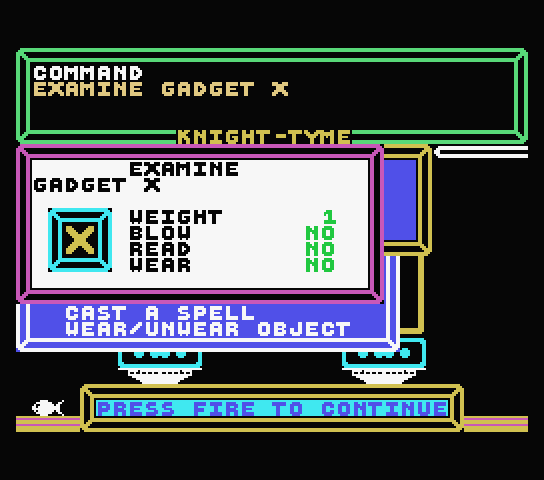 COMMAND
EXAMINE GADGET X
KNIGHT-TYME
EXAMINE
GADGET X
X
WEIGHT 1
BLOW NO
READ NO
WEAR NO
CAST A SPELL
WEAR/UNWEAR OBJECT
PRESS FIRE TO CONTINUE